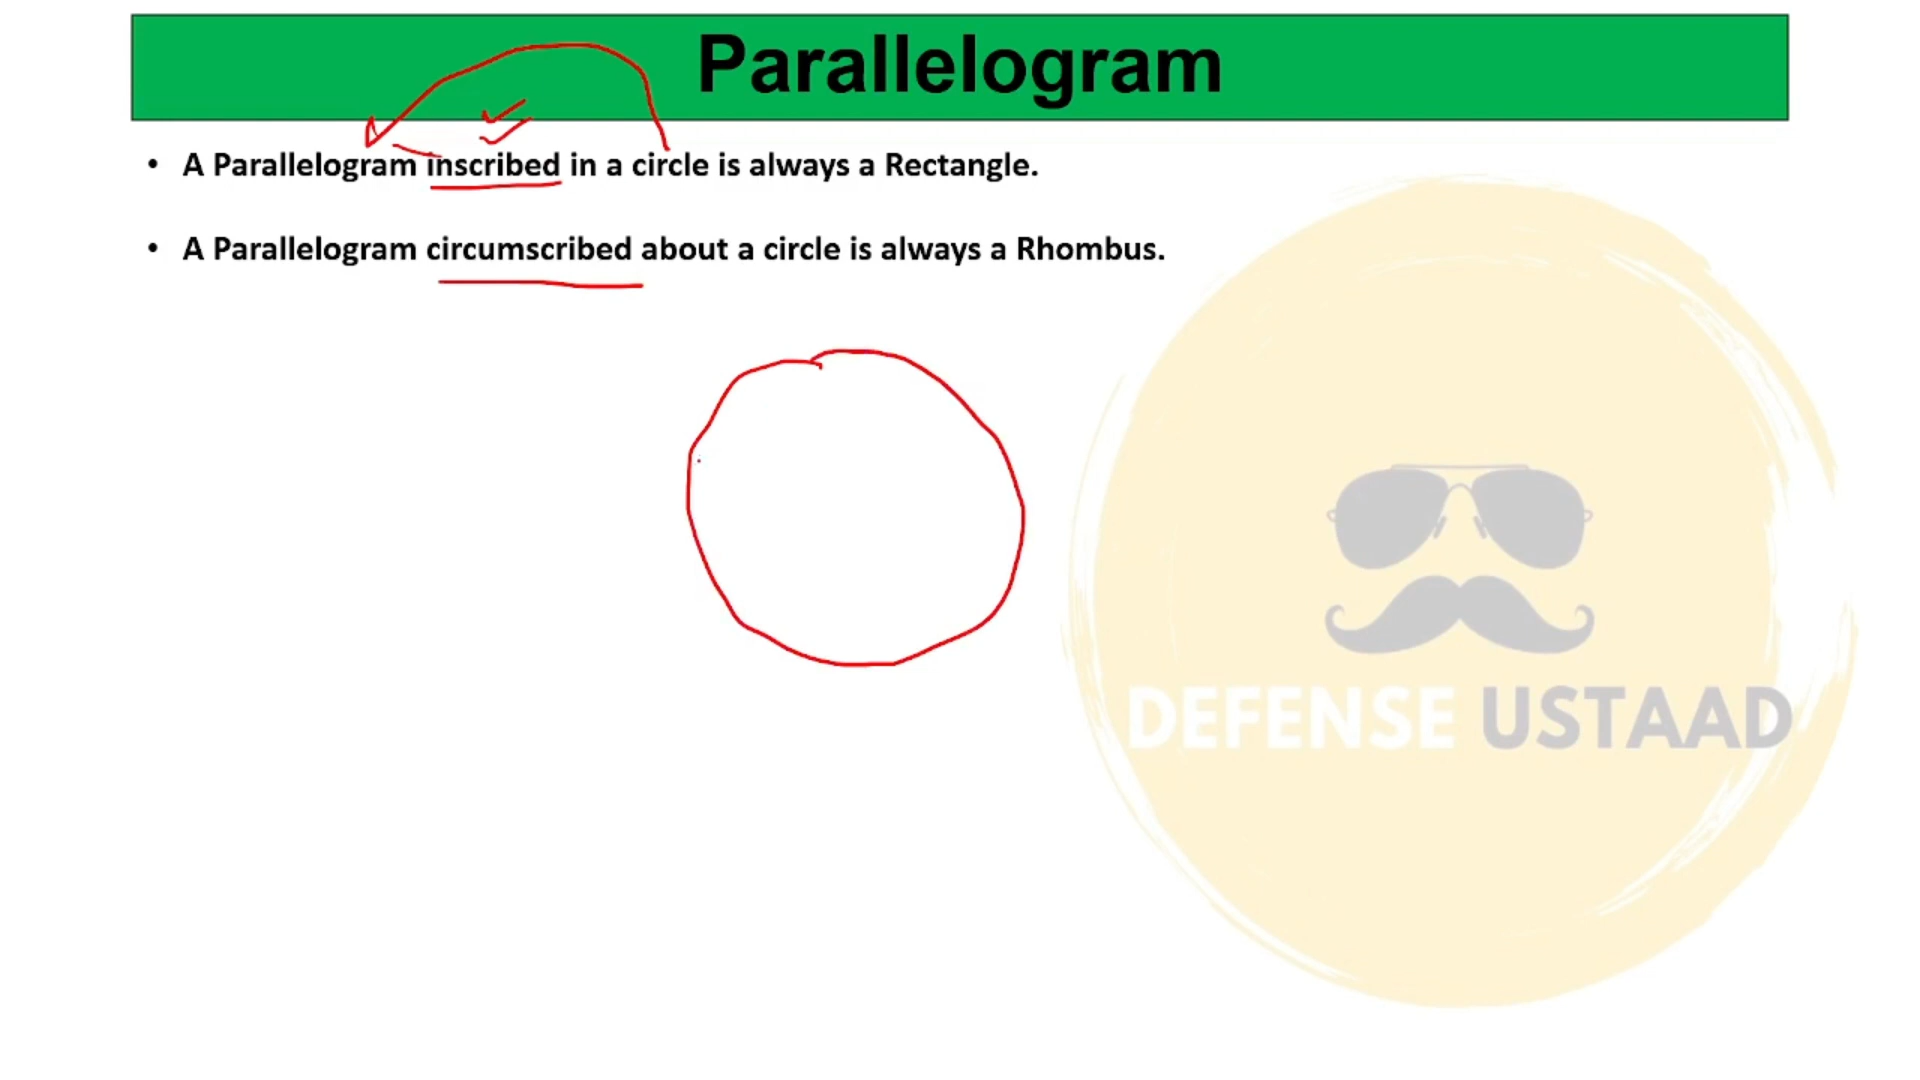 Parallelogram
• A Parallelogram inscribed in a circle is always a Rectangle.
• A Parallelogram circumscribed about a circle is always a Rhombus.
DEFENSE USTAAD